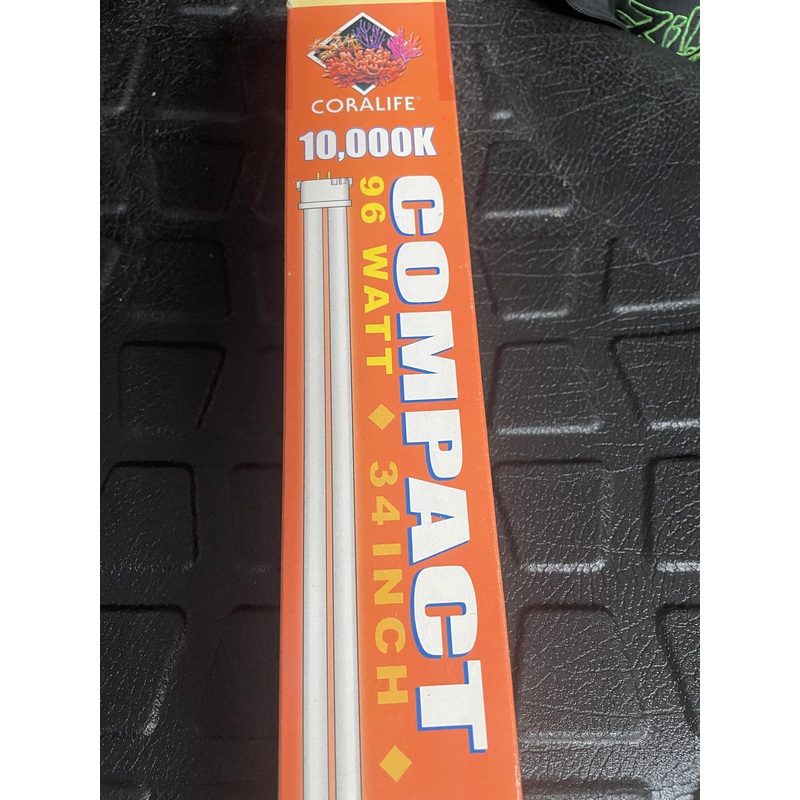 CORALIFE
10,000K
COMPACT
96 WATT ◆ 34 INCH ◆